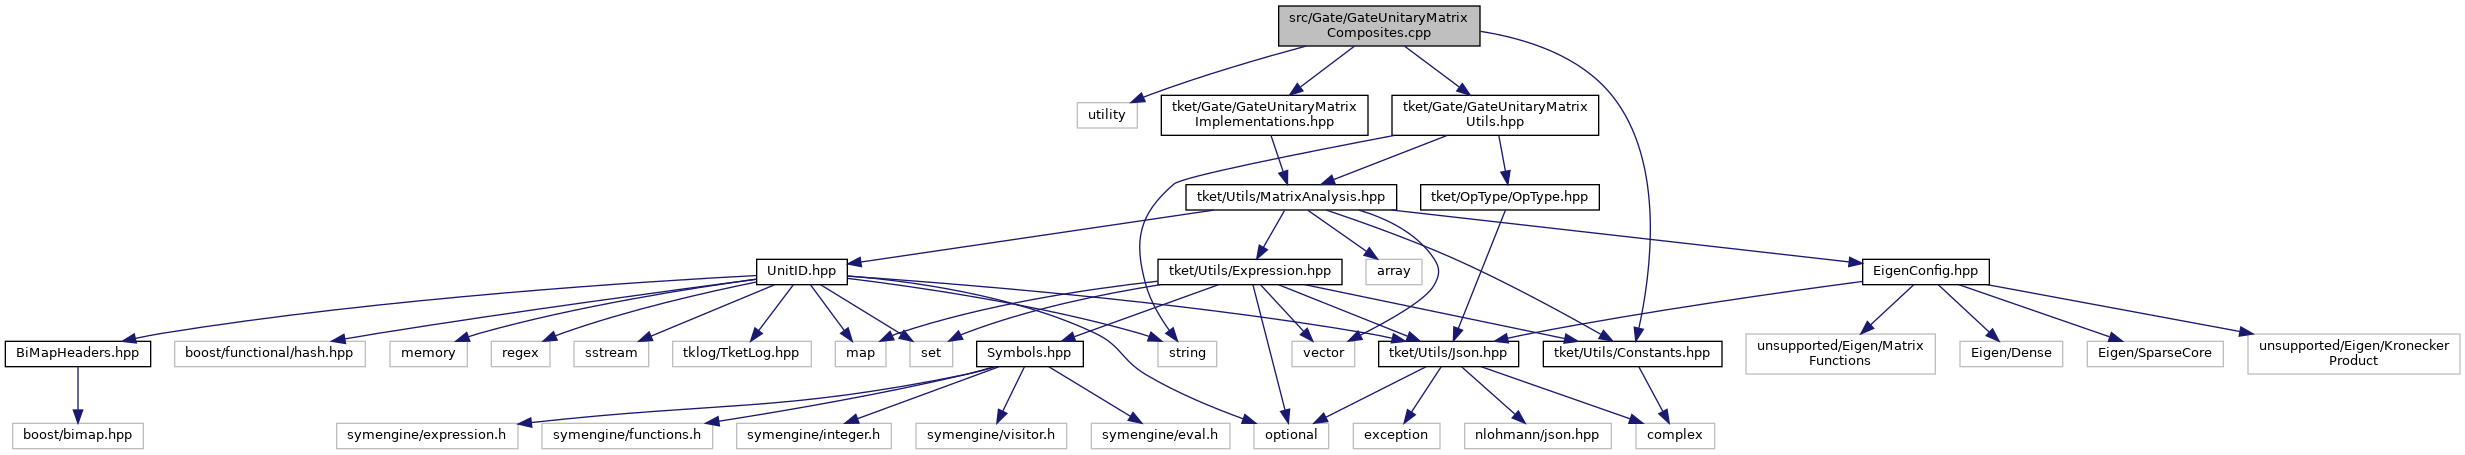 src/Gate/GateUnitaryMatrix
Composites.cpp
utility
tket/Gate/GateUnitaryMatrix
Implementations.hpp
tket/Gate/GateUnitaryMatrix
Utils.hpp
tket/Utils/MatrixAnalysis.hpp
tket/OpType/OpType.hpp
UnitID.hpp
tket/Utils/Expression.hpp
array
EigenConfig.hpp
BiMapHeaders.hpp
boost/functional/hash.hpp
memory
regex
sstream
tklog/TketLog.hpp
map
set
Symbols.hpp
string
vector
tket/Utils/Json.hpp
tket/Utils/Constants.hpp
unsupported/Eigen/Matrix
Functions
Eigen/Dense
Eigen/SparseCore
unsupported/Eigen/Kronecker
Product
boost/bimap.hpp
symengine/expression.h
symengine/functions.h
symengine/integer.h
symengine/visitor.h
symengine/eval.h
optional
exception
nlohmann/json.hpp
complex